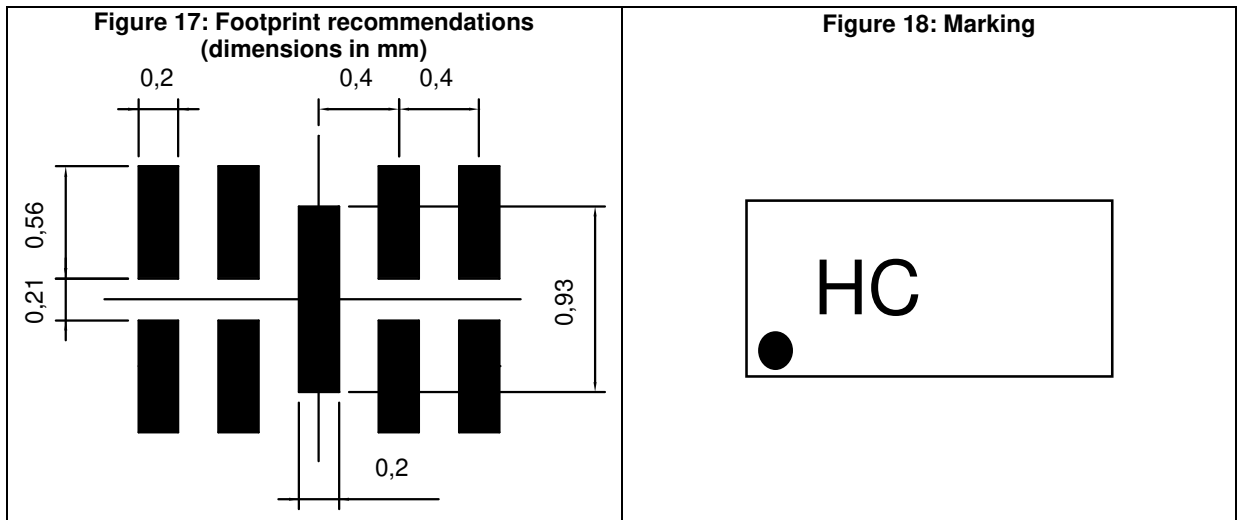 Figure 17: Footprint recommendations
(dimensions in mm)
0,2
0,4
0,4
0,56
0,21
0,93
0,2
Figure 18: Marking
HC